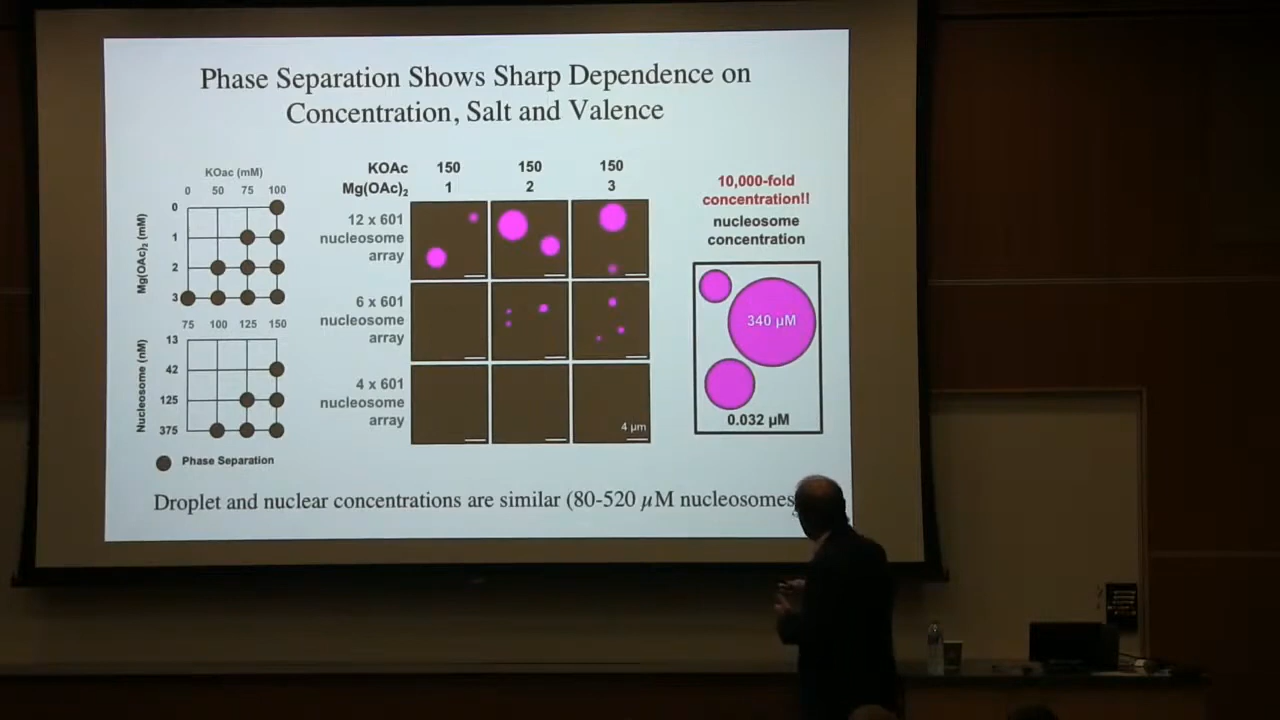 Phase Separation Shows Sharp Dependence on
Concentration, Salt and Valence
KOAc (mM)
0 50 75 100
Mg(OAc)₂ (mM)
0
1
2
3
75 100 125 150
Nucleosome (nM)
13
42
125
375
Phase Separation
KOAc 150 150 150
Mg(OAc)₂ 1 2 3
12 x 601
nucleosome
array
6 x 601
nucleosome
array
4 x 601
nucleosome
array
4 µm
10,000-fold
concentration!!
nucleosome
concentration
340 µM
0.032 µM
Droplet and nuclear concentrations are similar (80-520 µM nucleosomes